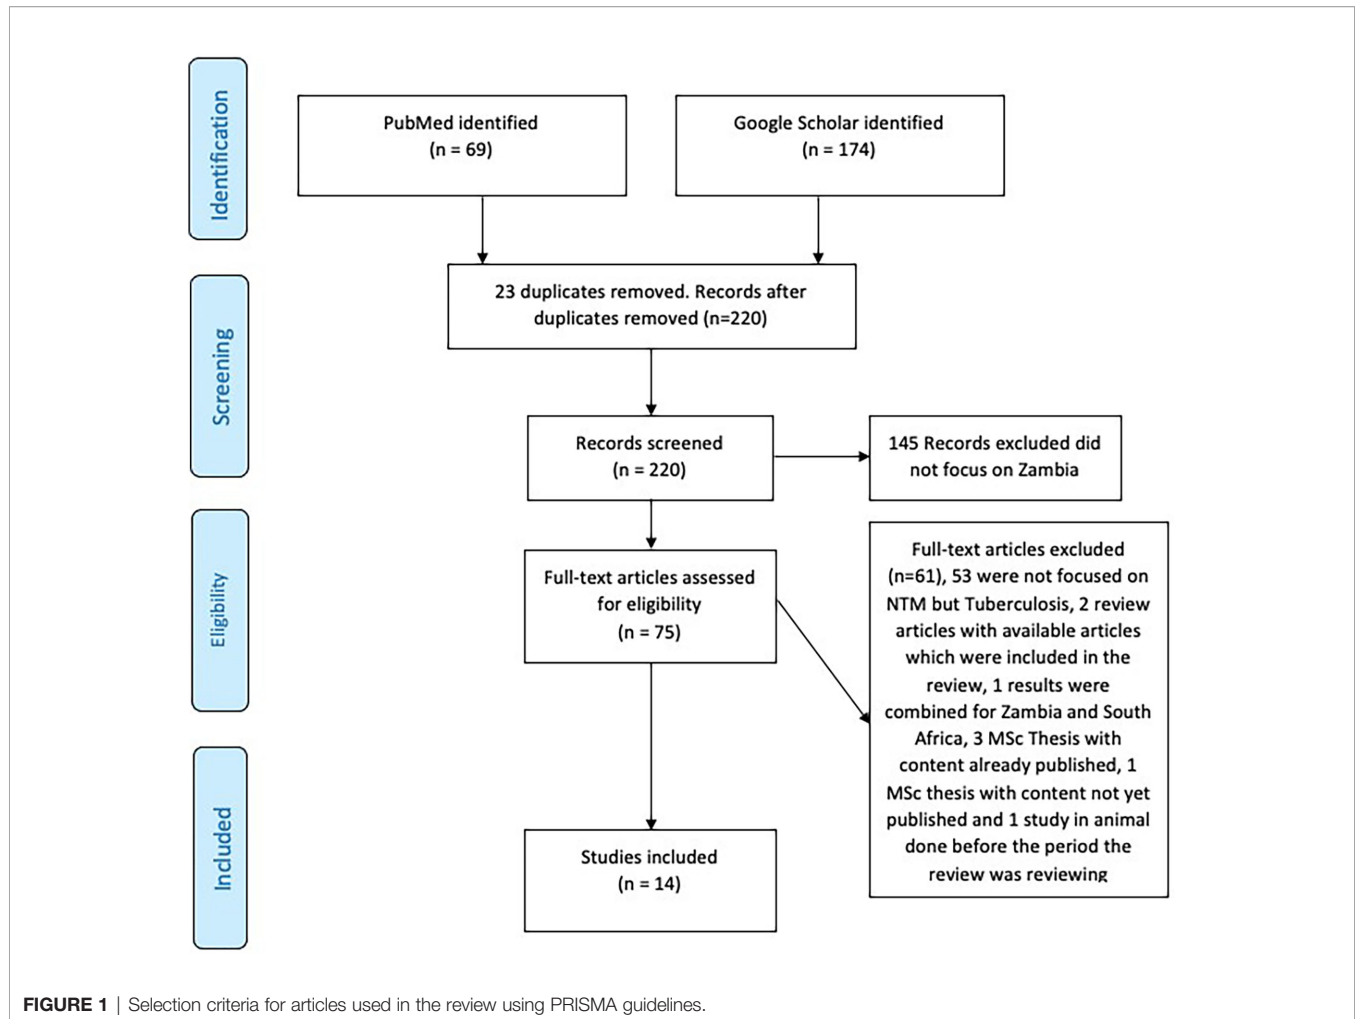 Identification
PubMed identified
(n = 69)
Google Scholar identified
(n = 174)
Screening
23 duplicates removed. Records after
duplicates removed (n=220)
Records screened
(n = 220)
145 Records excluded did
not focus on Zambia
Eligibility
Full-text articles assessed
for eligibility
(n = 75)
Full-text articles excluded
(n=61), 53 were not focused on
NTM but Tuberculosis, 2 review
articles with available articles
which were included in the
review, 1 results were
combined for Zambia and South
Africa, 3 MSc Thesis with
content already published, 1
MSc thesis with content not yet
published and 1 study in animal
done before the period the
review was reviewing
Included
Studies included
(n = 14)
FIGURE 1 | Selection criteria for articles used in the review using PRISMA guidelines.